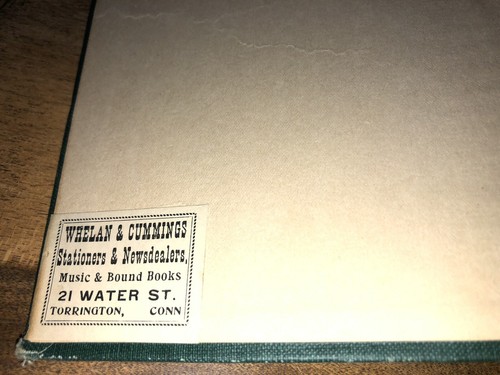 WHELAN & CUMMINGS
Stationers & Newsdealers,
Music & Bound Books
21 WATER ST.
TORRINGTON, CONN